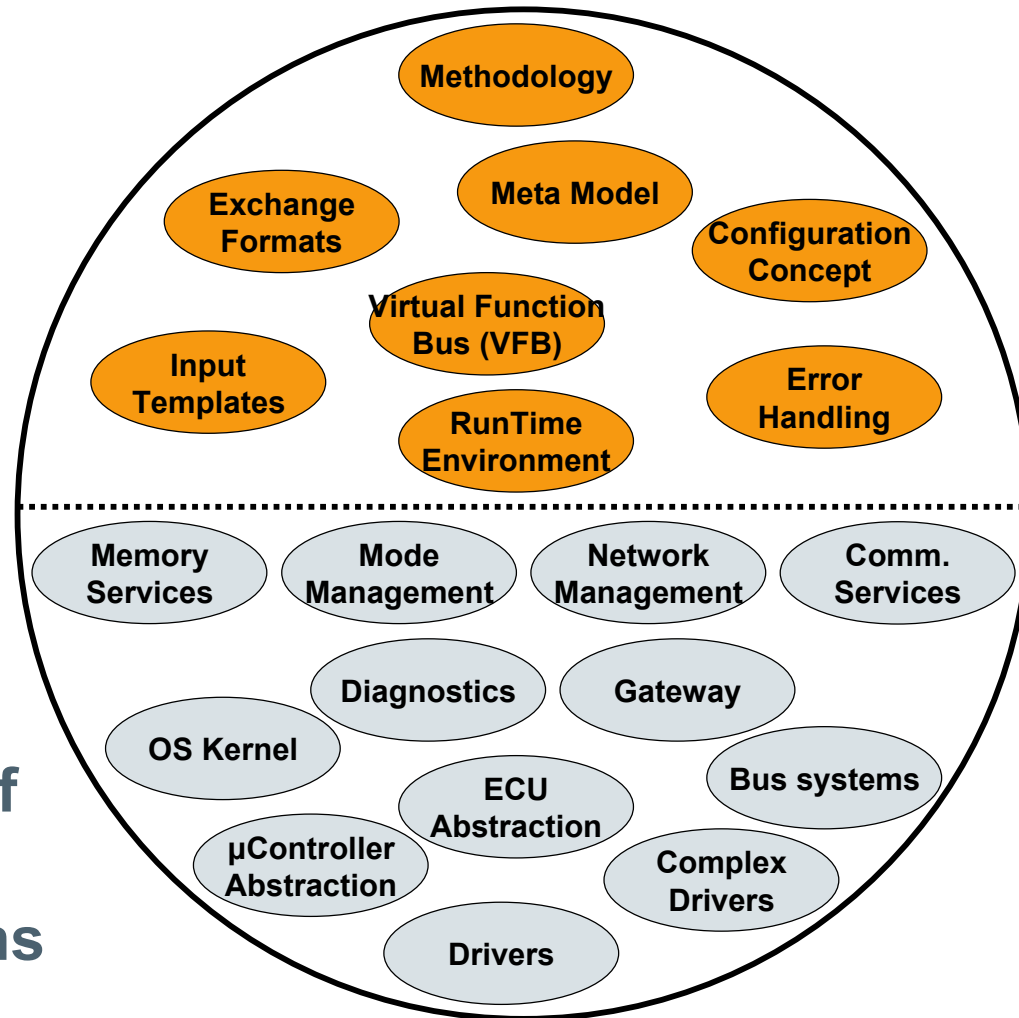 Methodology
Meta Model
Exchange
Formats
Configuration
Concept
Virtual Function
Bus (VFB)
Input
Templates
Error
Handling
RunTime
Environment
Memory
Services
Mode
Management
Network
Management
Comm.
Services
Diagnostics
Gateway
OS Kernel
Bus systems
ECU
Abstraction
µController
Abstraction
Complex
Drivers
Drivers